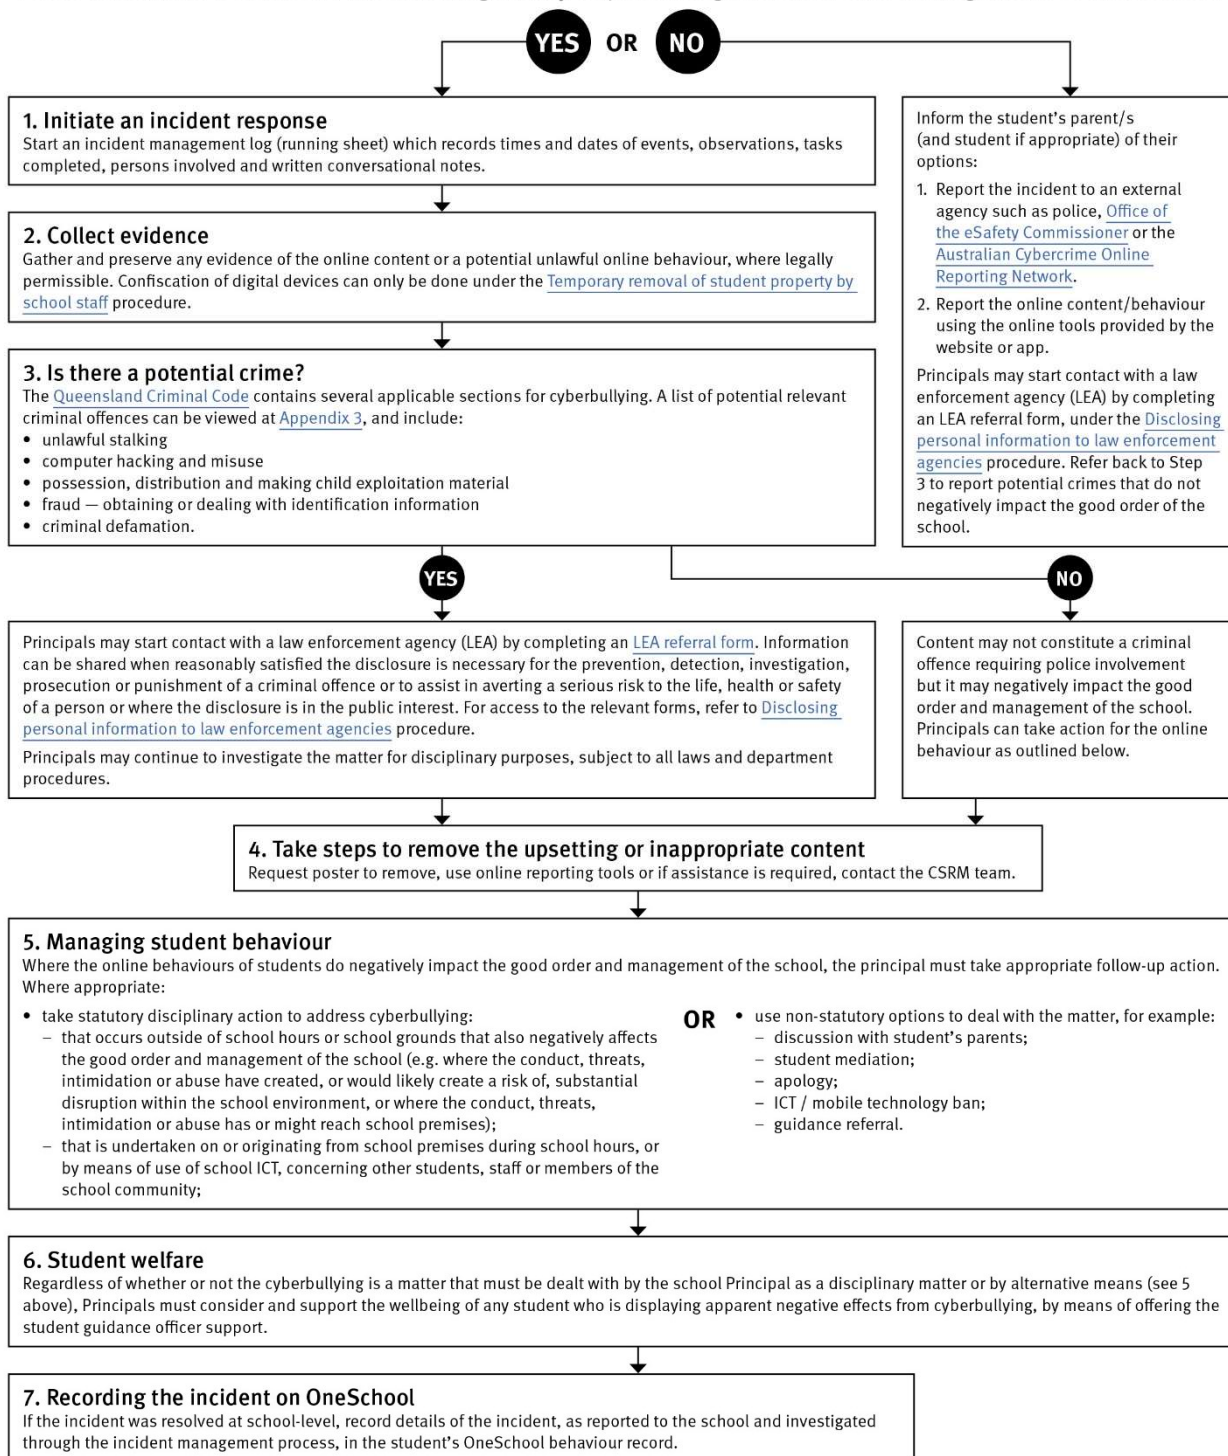 YES OR NO
1. Initiate an incident response
Start an incident management log (running sheet) which records times and dates of events, observations, tasks
completed, persons involved and written conversational notes.
2. Collect evidence
Gather and preserve any evidence of the online content or a potential unlawful online behaviour, where legally
permissible. Confiscation of digital devices can only be done under the Temporary removal of student property by
school staff procedure.
3. Is there a potential crime?
The Queensland Criminal Code contains several applicable sections for cyberbullying. A list of potential relevant
criminal offences can be viewed at Appendix 3, and include:
• unlawful stalking
• computer hacking and misuse
• possession, distribution and making child exploitation material
• fraud — obtaining or dealing with identification information
• criminal defamation.
Inform the student's parent/s
(and student if appropriate) of their
options:
1. Report the incident to an external
agency such as police, Office of
the eSafety Commissioner or the
Australian Cybercrime Online
Reporting Network.
2. Report the online content/behaviour
using the online tools provided by the
website or app.
Principals may start contact with a law
enforcement agency (LEA) by completing
an LEA referral form, under the Disclosing
personal information to law enforcement
agencies procedure. Refer back to Step
3 to report potential crimes that do not
negatively impact the good order of the
school.
YES
NO
Principals may start contact with a law enforcement agency (LEA) by completing an LEA referral form. Information
can be shared when reasonably satisfied the disclosure is necessary for the prevention, detection, investigation,
prosecution or punishment of a criminal offence or to assist in averting a serious risk to the life, health or safety
of a person or where the disclosure is in the public interest. For access to the relevant forms, refer to Disclosing
personal information to law enforcement agencies procedure.
Principals may continue to investigate the matter for disciplinary purposes, subject to all laws and department
procedures.
Content may not constitute a criminal
offence requiring police involvement
but it may negatively impact the good
order and management of the school.
Principals can take action for the online
behaviour as outlined below.
4. Take steps to remove the upsetting or inappropriate content
Request poster to remove, use online reporting tools or if assistance is required, contact the CSRM team.
5. Managing student behaviour
Where the online behaviours of students do negatively impact the good order and management of the school, the principal must take appropriate follow-up action.
Where appropriate:
• take statutory disciplinary action to address cyberbullying:
– that occurs outside of school hours or school grounds that also negatively affects
the good order and management of the school (e.g. where the conduct, threats,
intimidation or abuse have created, or would likely create a risk of, substantial
disruption within the school environment, or where the conduct, threats,
intimidation or abuse has or might reach school premises);
– that is undertaken on or originating from school premises during school hours, or
by means of use of school ICT, concerning other students, staff or members of the
school community;
OR
• use non-statutory options to deal with the matter, for example:
– discussion with student's parents;
– student mediation;
– apology;
– ICT / mobile technology ban;
– guidance referral.
6. Student welfare
Regardless of whether or not the cyberbullying is a matter that must be dealt with by the school Principal as a disciplinary matter or by alternative means (see 5
above), Principals must consider and support the wellbeing of any student who is displaying apparent negative effects from cyberbullying, by means of offering the
student guidance officer support.
7. Recording the incident on OneSchool
If the incident was resolved at school-level, record details of the incident, as reported to the school and investigated
through the incident management process, in the student's OneSchool behaviour record.